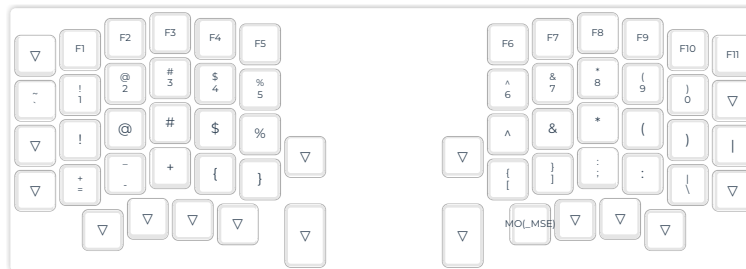 ▽ F1 F2 F3 F4 F5 F6 F7 F8 F9 F10 F11
~ ` ! 1 @ 2 # 3 $ 4 % 5 ^ 6 & 7 * 8 ( 9 ) 0 ▽
▽ ! @ # $ % ▽ ▽ ^ & * ( ) |
▽ + = _ - + { } { [ } ] : ; : | \ ▽
▽ ▽ ▽ ▽ ▽ ▽ MO(_MSE) ▽ ▽ ▽